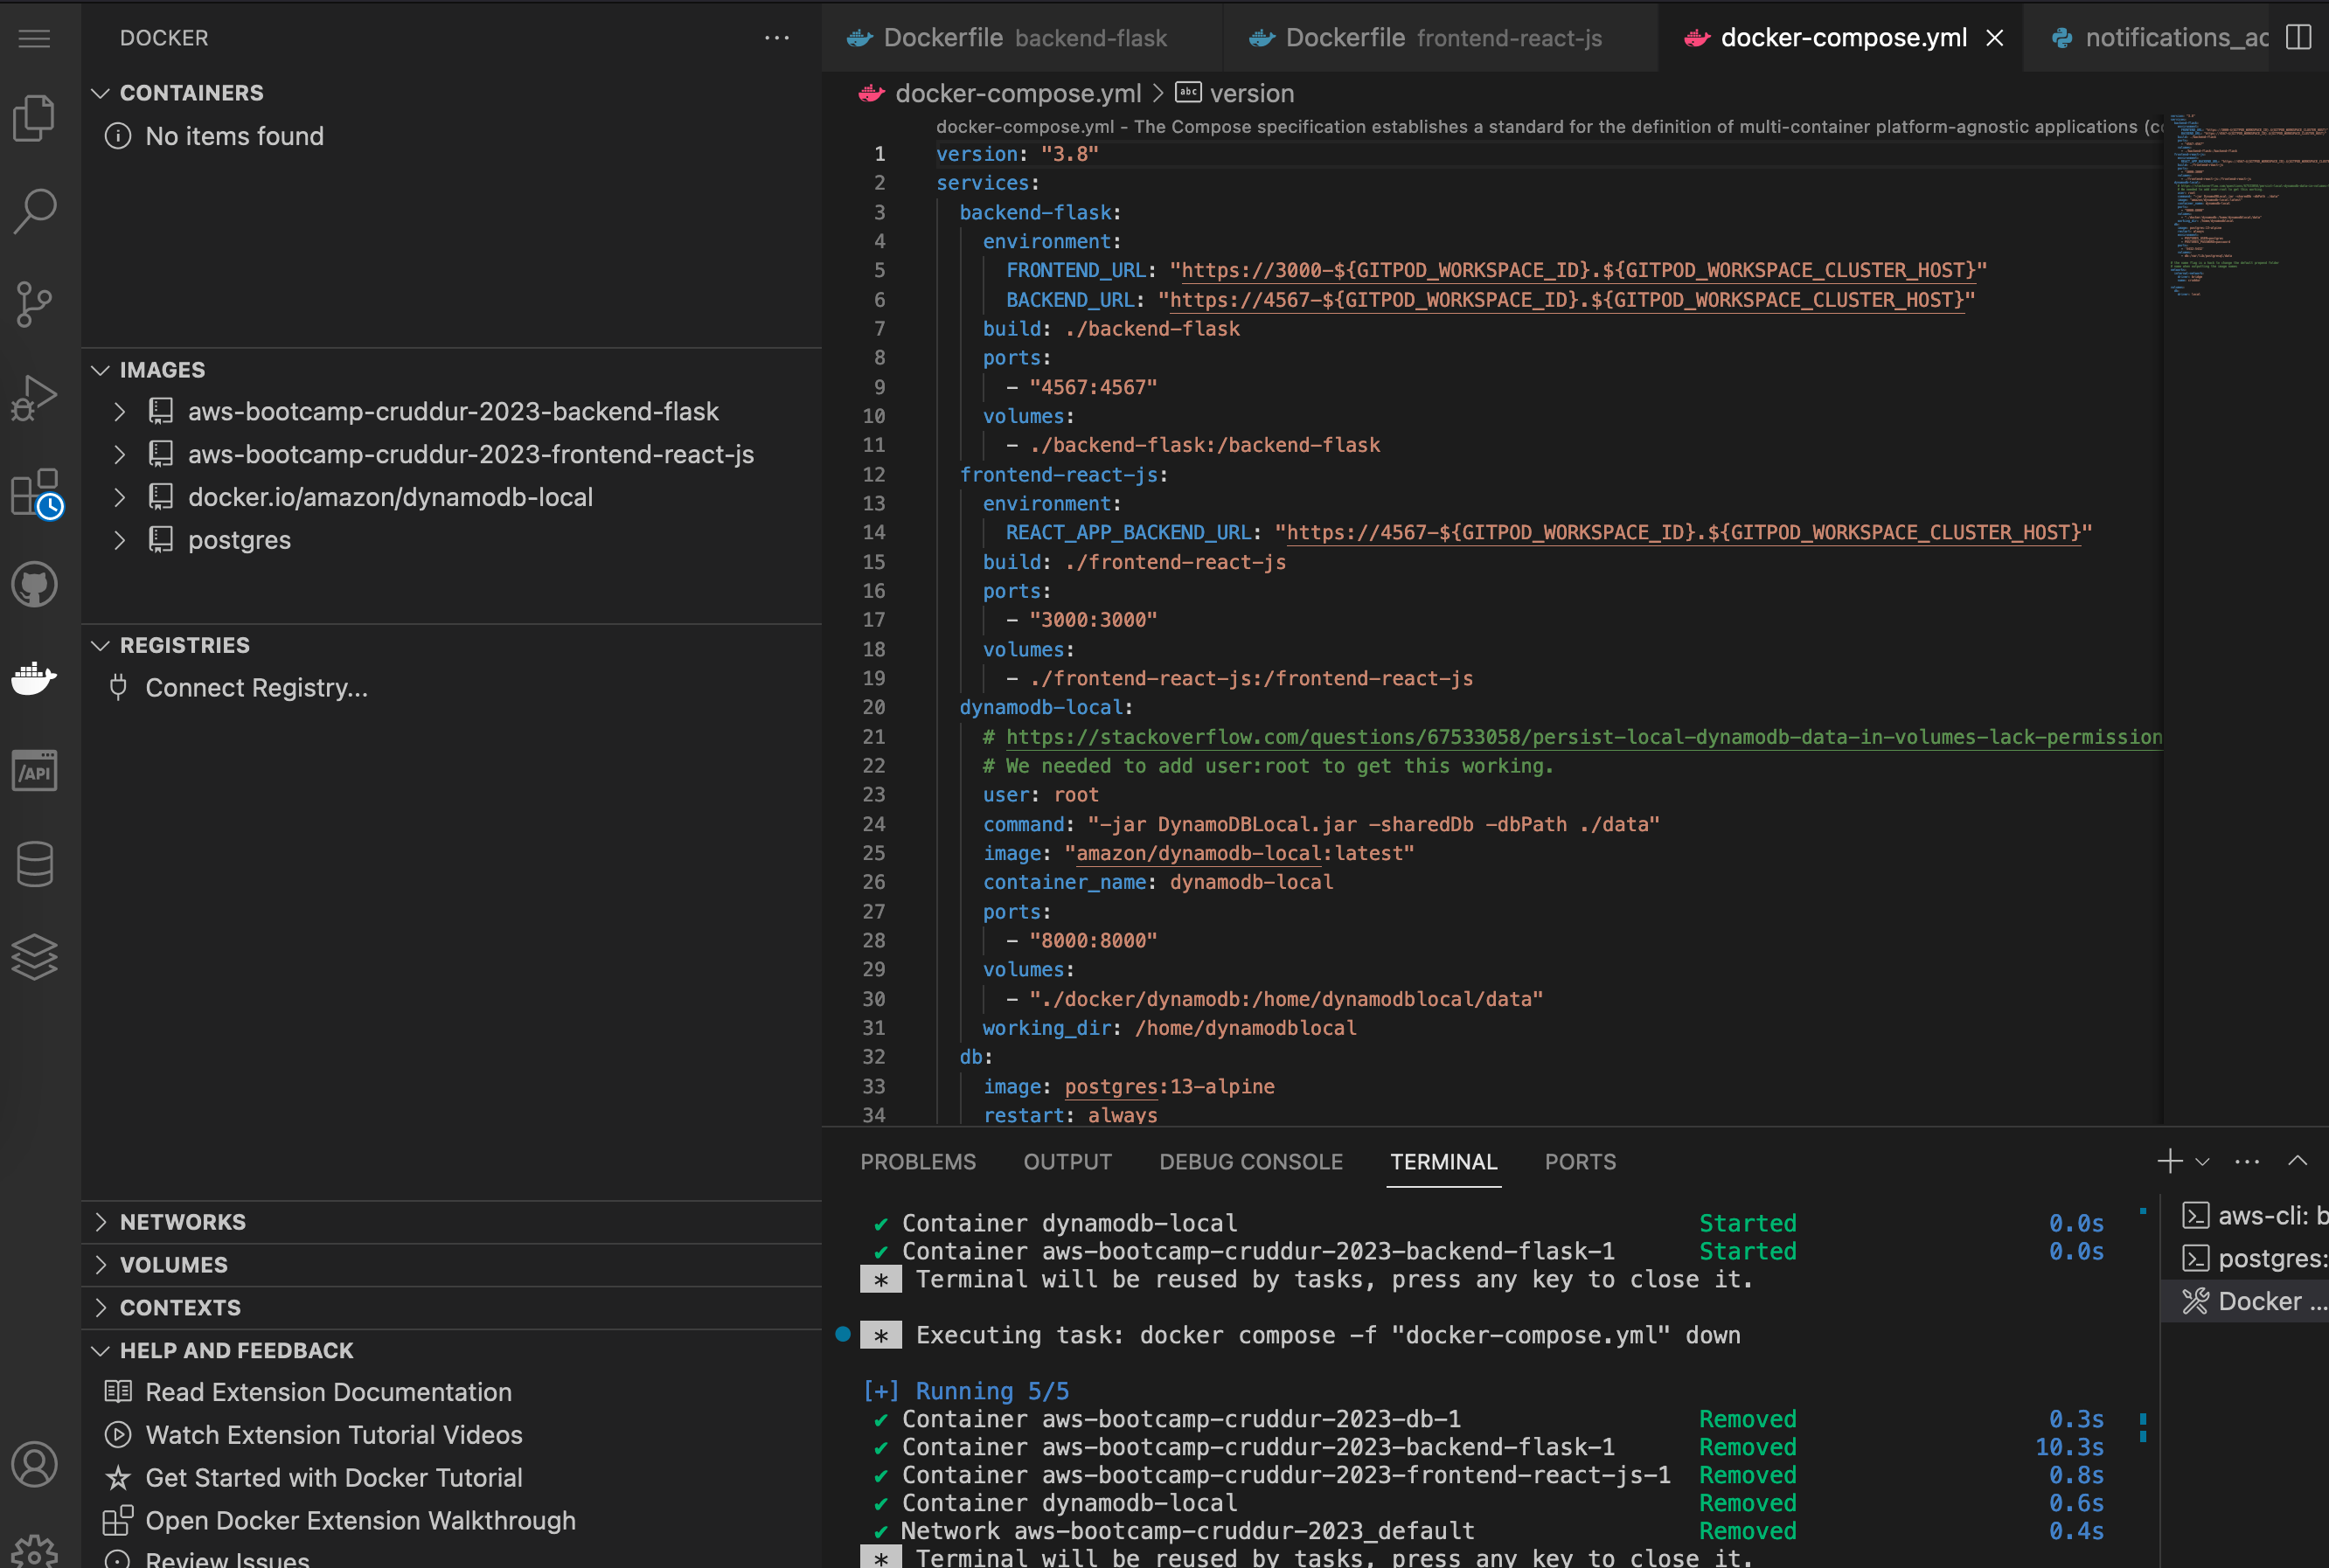 DOCKER
CONTAINERS
No items found
IMAGES
aws-bootcamp-cruddur-2023-backend-flask
aws-bootcamp-cruddur-2023-frontend-react-js
docker.io/amazon/dynamodb-local
postgres
REGISTRIES
Connect Registry...
NETWORKS
VOLUMES
CONTEXTS
HELP AND FEEDBACK
Read Extension Documentation
Watch Extension Tutorial Videos
Get Started with Docker Tutorial
Open Docker Extension Walkthrough
Review Issues
/API
Dockerfile backend-flask
Dockerfile frontend-react-js
docker-compose.yml
notifications_ac
docker-compose.yml > abc version
docker-compose.yml - The Compose specification establishes a standard for the definition of multi-container platform-agnostic applications (co
1 version: "3.8"
2 services:
3 backend-flask:
4 environment:
5 FRONTEND_URL: "https://3000-${GITPOD_WORKSPACE_ID}.${GITPOD_WORKSPACE_CLUSTER_HOST}"
6 BACKEND_URL: "https://4567-${GITPOD_WORKSPACE_ID}.${GITPOD_WORKSPACE_CLUSTER_HOST}"
7 build: ./backend-flask
8 ports:
9 - "4567:4567"
10 volumes:
11 - ./backend-flask:/backend-flask
12 frontend-react-js:
13 environment:
14 REACT_APP_BACKEND_URL: "https://4567-${GITPOD_WORKSPACE_ID}.${GITPOD_WORKSPACE_CLUSTER_HOST}"
15 build: ./frontend-react-js
16 ports:
17 - "3000:3000"
18 volumes:
19 - ./frontend-react-js:/frontend-react-js
20 dynamodb-local:
21 # https://stackoverflow.com/questions/67533058/persist-local-dynamodb-data-in-volumes-lack-permission
22 # We needed to add user:root to get this working.
23 user: root
24 command: "-jar DynamoDBLocal.jar -sharedDb -dbPath ./data"
25 image: "amazon/dynamodb-local:latest"
26 container_name: dynamodb-local
27 ports:
28 - "8000:8000"
29 volumes:
30 - "./docker/dynamodb:/home/dynamodblocal/data"
31 working_dir: /home/dynamodblocal
32 db:
33 image: postgres:13-alpine
34 restart: always
PROBLEMS OUTPUT DEBUG CONSOLE TERMINAL PORTS
✔ Container dynamodb-local Started 0.0s
✔ Container aws-bootcamp-cruddur-2023-backend-flask-1 Started 0.0s
* Terminal will be reused by tasks, press any key to close it.
* Executing task: docker compose -f "docker-compose.yml" down
[+] Running 5/5
✔ Container aws-bootcamp-cruddur-2023-db-1 Removed 0.3s
✔ Container aws-bootcamp-cruddur-2023-backend-flask-1 Removed 10.3s
✔ Container aws-bootcamp-cruddur-2023-frontend-react-js-1 Removed 0.8s
✔ Container dynamodb-local Removed 0.6s
✔ Network aws-bootcamp-cruddur-2023_default Removed 0.4s
* Terminal will be reused by tasks, press any key to close it.
aws-cli: b
postgres:
Docker ...